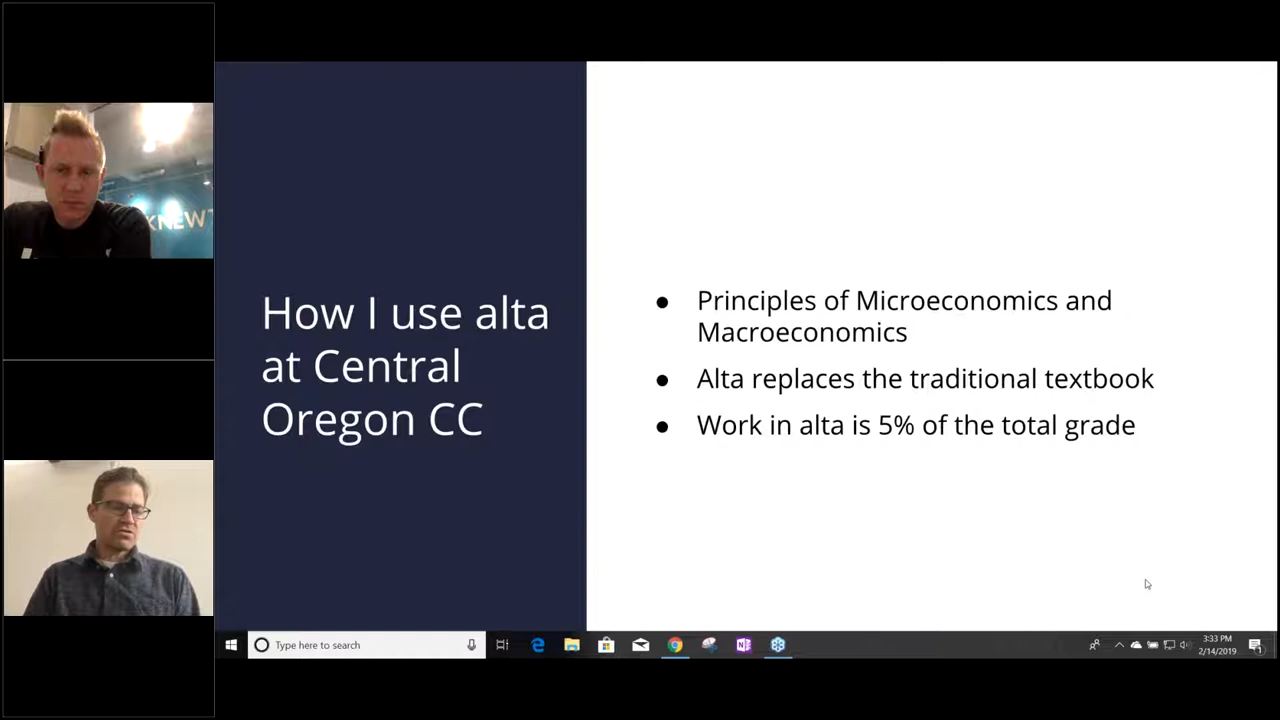 KNEWT
How I use alta
at Central
Oregon CC
● Principles of Microeconomics and
Macroeconomics
● Alta replaces the traditional textbook
● Work in alta is 5% of the total grade
Type here to search
3:33 PM
2/14/2019